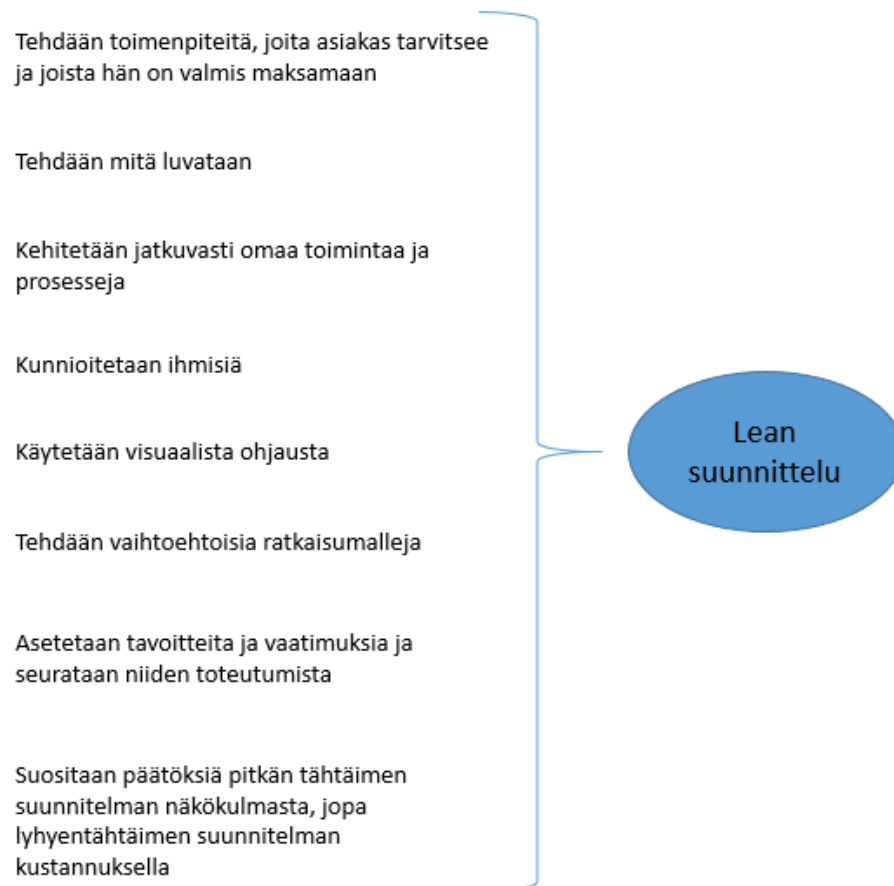 Tehdään toimenpiteitä, joita asiakas tarvitsee
ja joista hän on valmis maksamaan
Tehdään mitä luvataan
Kehitetään jatkuvasti omaa toimintaa ja
prosesseja
Kunnioitetaan ihmisiä
Käytetään visuaalista ohjausta
Tehdään vaihtoehtoisia ratkaisumalleja
Asetetaan tavoitteita ja vaatimuksia ja
seurataan niiden toteutumista
Suositaan päätöksiä pitkän tähtäimen
suunnitelman näkökulmasta, jopa
lyhyentähtäimen suunnitelman
kustannuksella
Lean
suunnittelu